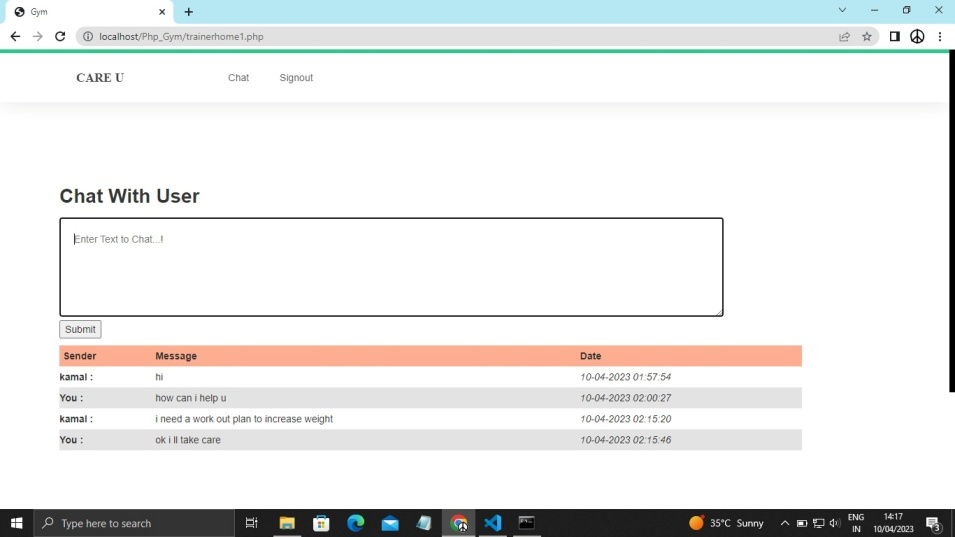 Gym
localhost/Php_Gym/trainerhome1.php
CARE U Chat Signout
Chat With User
Enter Text to Chat...!
Submit
Sender Message Date
kamal : hi 10-04-2023 01:57:54
You : how can i help u 10-04-2023 02:00:27
kamal : i need a work out plan to increase weight 10-04-2023 02:15:20
You : ok i ll take care 10-04-2023 02:15:46
Type here to search 35°C Sunny ENG 14:17
IN 10/04/2023 3